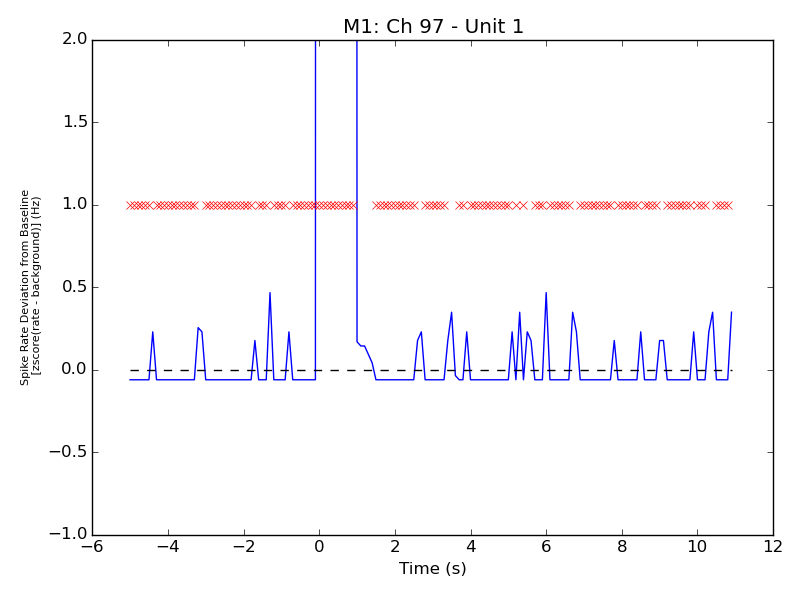 M1: Ch 97 - Unit 1
2.0
1.5
1.0
0.5
0.0
−0.5
−1.0
Spike Rate Deviation from Baseline
[zscore(rate - background)] (Hz)
−6 −4 −2 0 2 4 6 8 10 12
Time (s)